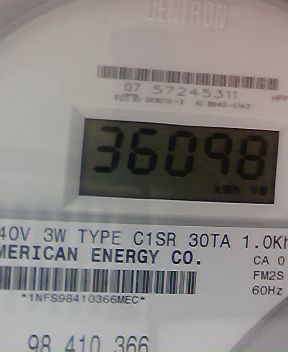 CENTRON®
07 57245311
36098
kWh
40V 3W TYPE C1SR 30TA 1.0Kh
MERICAN ENERGY CO.
CA 0
FM2S
60Hz
*1NFS98410366MEC*
98 410 366